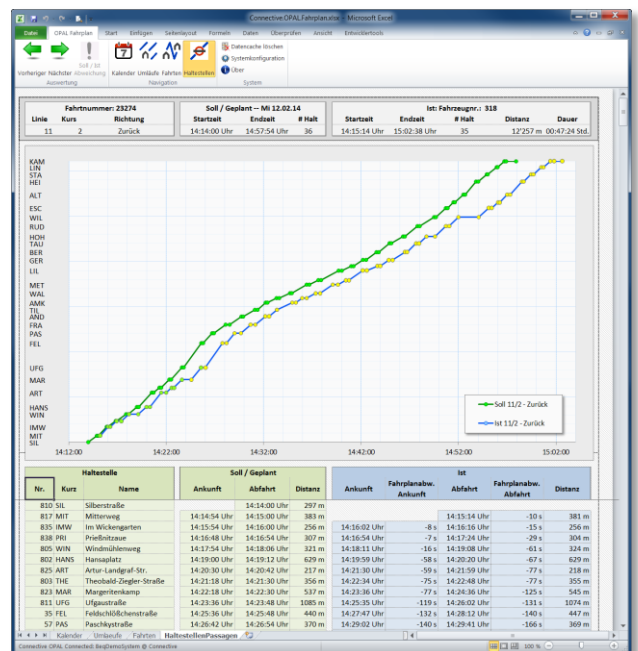 Connective.OPAL.Fahrplan.xlsx - Microsoft Excel
Datei OPAL Fahrplan Start Einfügen Seitenlayout Formeln Daten Überprüfen Ansicht Entwicklertools
Vorheriger Nächster Soll / Ist Abweichung
Auswertung
Kalender Umläufe Fahrten Haltestellen
Navigation
Datencache löschen
Systemkonfiguration
Über
System
Fahrtnummer: 23274 Soll / Geplant -- Mi 12.02.14 Ist: Fahrzeugnr.: 318
Linie Kurs Richtung Startzeit Endzeit # Halt Startzeit Endzeit # Halt Distanz Dauer
11 2 Zurück 14:14:00 Uhr 14:57:54 Uhr 36 14:15:14 Uhr 15:02:38 Uhr 35 12'257 m 00:47:24 Std.
KAM
LIN
STA
HEI
ALT
ESC
WIL
RUD
HOH
TAU
BER
GER
LIL
MET
WAL
AMK
TIL
AND
FRA
PAS
FEL
UFG
MAR
ART
HANS
WIN
IMW
MIT
SIL
Soll 11/2 - Zurück
Ist 11/2 - Zurück
14:12:00 14:22:00 14:32:00 14:42:00 14:52:00 15:02:00
Haltestelle Soll / Geplant Ist
Nr. Kurz Name Ankunft Abfahrt Distanz Ankunft Fahrplanabw. Ankunft Abfahrt Fahrplanabw. Abfahrt Distanz
810 SIL Silberstraße 14:14:00 Uhr 297 m
817 MIT Mitterweg 14:14:54 Uhr 14:15:00 Uhr 383 m 14:15:14 Uhr -10 s 381 m
835 IMW Im Wickengarten 14:15:54 Uhr 14:16:00 Uhr 256 m 14:16:02 Uhr -8 s 14:16:16 Uhr -15 s 256 m
838 PRI Prießnitzaue 14:16:48 Uhr 14:16:54 Uhr 307 m 14:16:54 Uhr -7 s 14:17:24 Uhr -29 s 304 m
805 WIN Windmühlenweg 14:17:54 Uhr 14:18:06 Uhr 321 m 14:18:11 Uhr -16 s 14:19:08 Uhr -61 s 324 m
802 HANS Hansaplatz 14:19:00 Uhr 14:19:12 Uhr 629 m 14:19:59 Uhr -58 s 14:20:20 Uhr -67 s 629 m
825 ART Artur-Landgraf-Str. 14:20:30 Uhr 14:20:42 Uhr 217 m 14:21:30 Uhr -59 s 14:21:59 Uhr -77 s 218 m
803 THE Theobald-Ziegler-Straße 14:21:18 Uhr 14:21:30 Uhr 356 m 14:22:34 Uhr -75 s 14:22:48 Uhr -77 s 355 m
823 MAR Margeritenkamp 14:22:18 Uhr 14:22:30 Uhr 537 m 14:23:36 Uhr -77 s 14:24:36 Uhr -125 s 545 m
811 UFG Ufgaustraße 14:23:36 Uhr 14:23:48 Uhr 1085 m 14:25:35 Uhr -119 s 14:26:02 Uhr -131 s 1074 m
35 FEL Feldschlößchenstraße 14:25:36 Uhr 14:25:48 Uhr 440 m 14:27:47 Uhr -132 s 14:28:12 Uhr -140 s 447 m
57 PAS Paschkystraße 14:26:42 Uhr 14:26:54 Uhr 370 m 14:29:02 Uhr -140 s 14:29:41 Uhr -166 s 369 m
Kalender Umlaeufe Fahrten HaltestellenPassagen
100 %